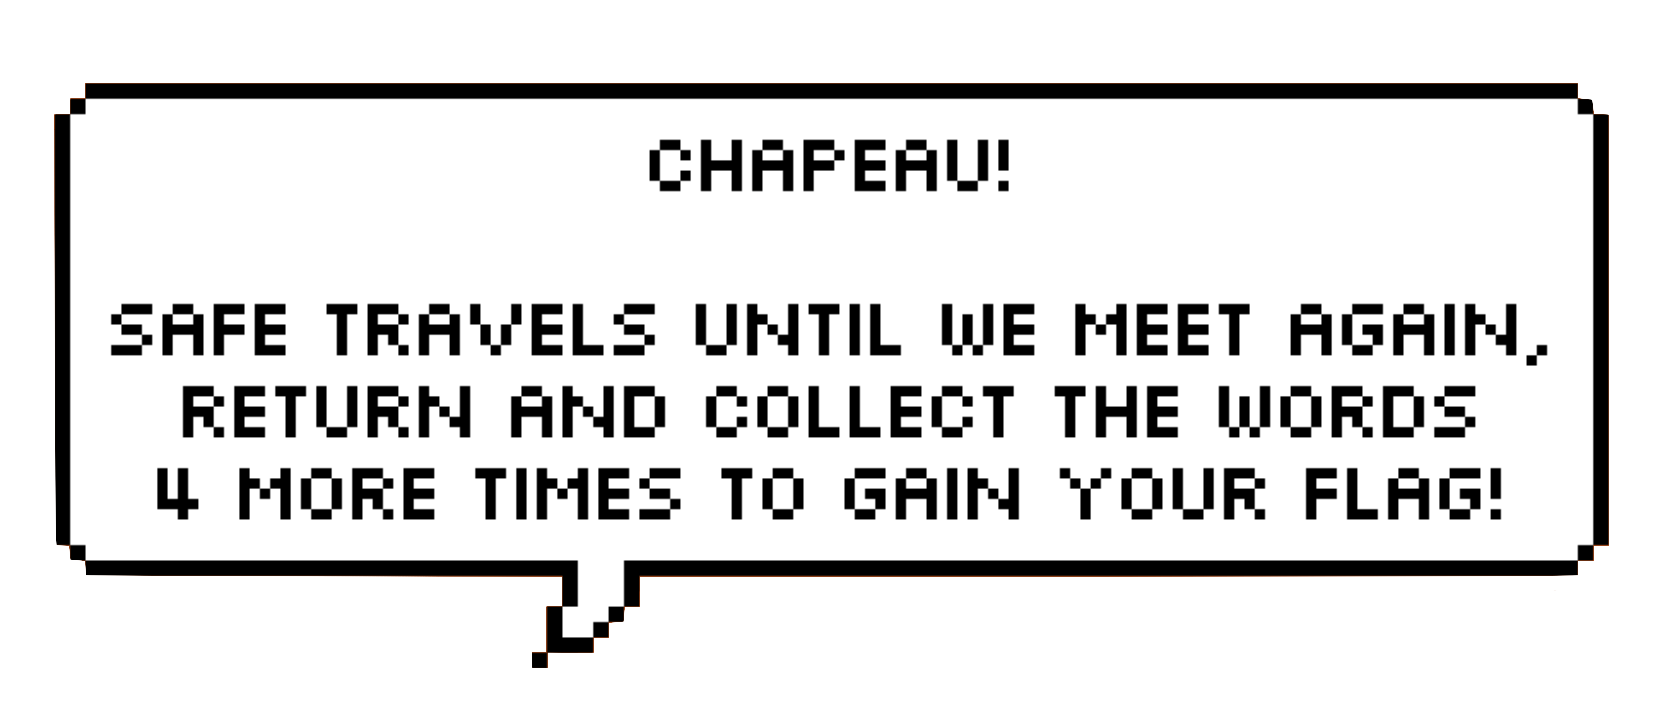 CHAPEAU!
SAFE TRAVELS UNTIL WE MEET AGAIN,
RETURN AND COLLECT THE WORDS
4 MORE TIMES TO GAIN YOUR FLAG!